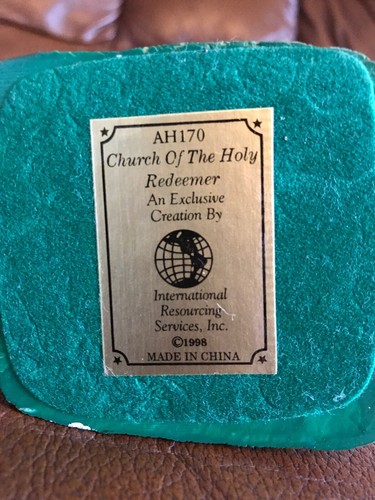 AH170
Church Of The Holy
Redeemer
An Exclusive
Creation By
International
Resourcing
Services, Inc.
©1998
MADE IN CHINA